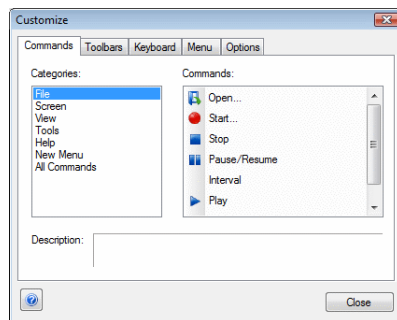 Customize
Commands Toolbars Keyboard Menu Options
Categories:
File
Screen
View
Tools
Help
New Menu
All Commands
Commands:
Open...
Start...
Stop
Pause/Resume
Interval
Play
Description:
Close